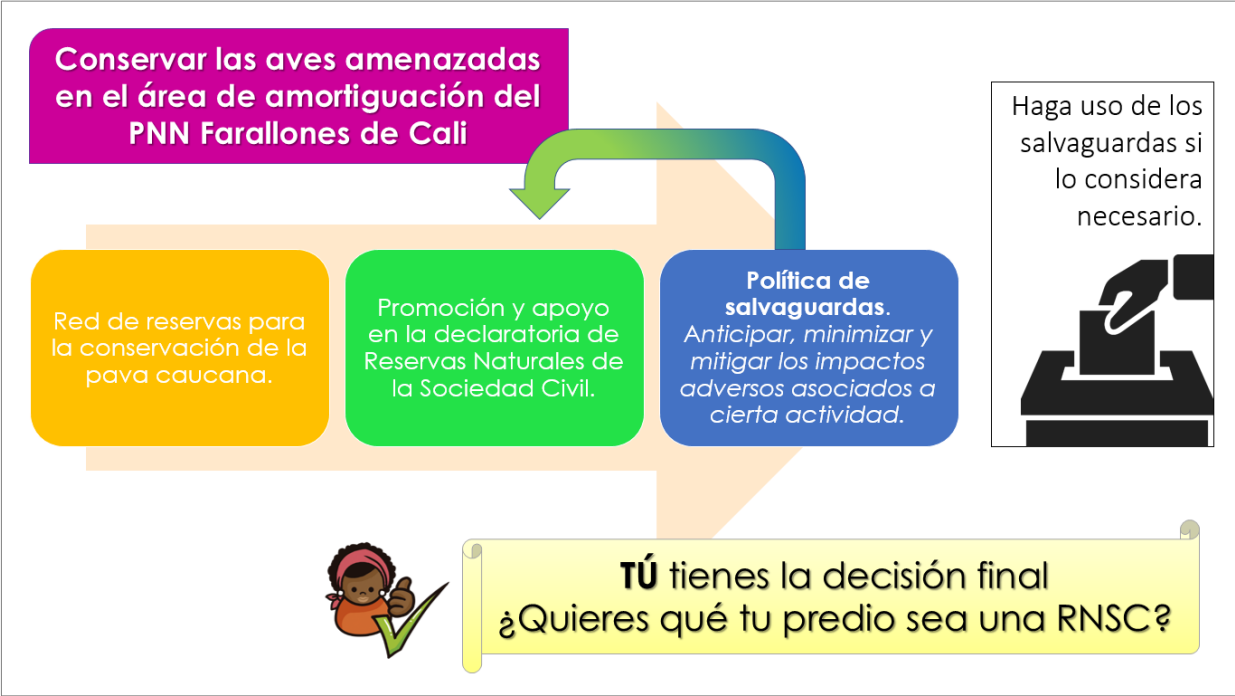 Conservar las aves amenazadas
en el área de amortiguación del
PNN Farallones de Cali
Haga uso de los
salvaguardas si
lo considera
necesario.
Red de reservas para
la conservación de la
pava caucana.
Promoción y apoyo
en la declaratoria de
Reservas Naturales de
la Sociedad Civil.
Política de
salvaguardas.
Anticipar, minimizar y
mitigar los impactos
adversos asociados a
cierta actividad.
TÚ tienes la decisión final
¿Quieres qué tu predio sea una RNSC?